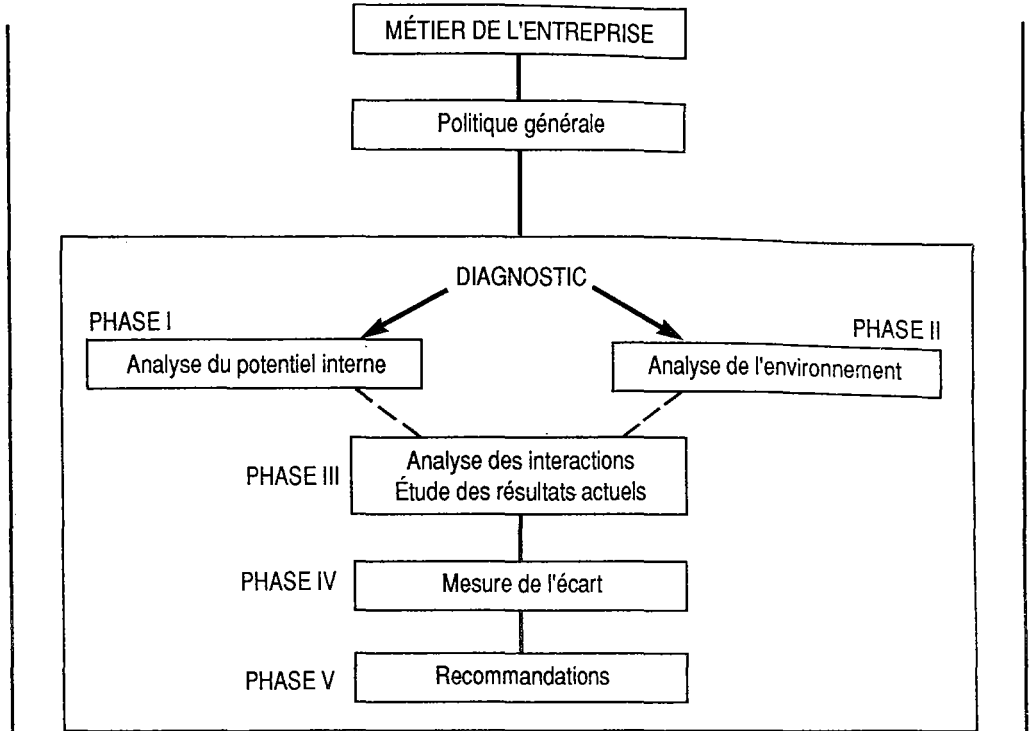 MÉTIER DE L'ENTREPRISE
Politique générale
DIAGNOSTIC
PHASE I
PHASE II
Analyse du potentiel interne
Analyse de l'environnement
PHASE III
Analyse des interactions
Étude des résultats actuels
PHASE IV
Mesure de l'écart
PHASE V
Recommandations